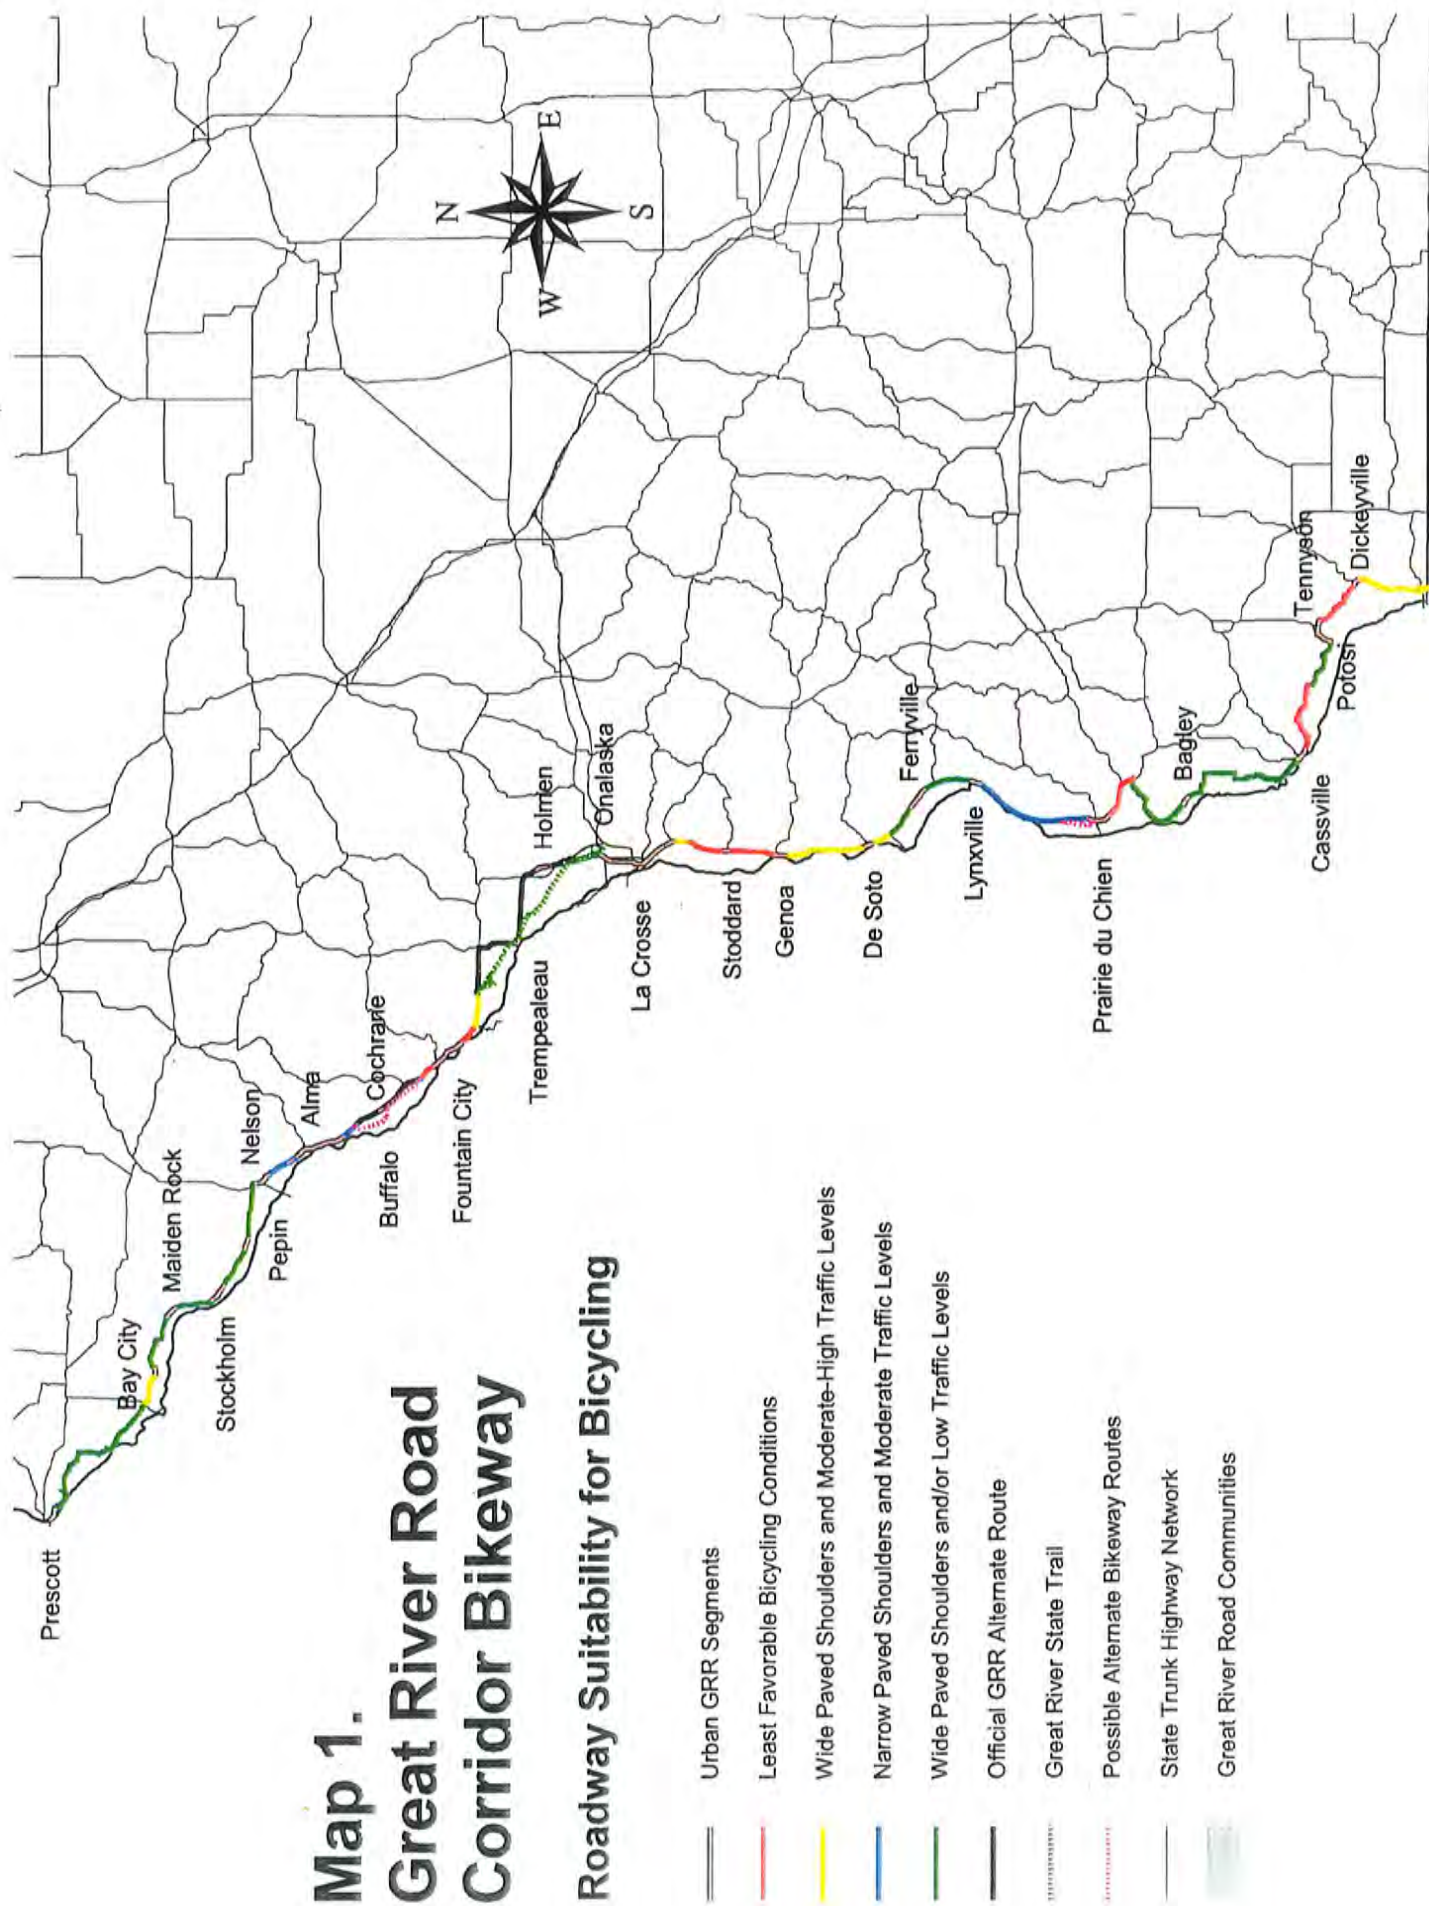 Map 1.
Great River Road
Corridor Bikeway
Roadway Suitability for Bicycling
Urban GRR Segments
Least Favorable Bicycling Conditions
Wide Paved Shoulders and Moderate-High Traffic Levels
Narrow Paved Shoulders and Moderate Traffic Levels
Wide Paved Shoulders and/or Low Traffic Levels
Official GRR Alternate Route
Great River State Trail
Possible Alternate Bikeway Routes
State Trunk Highway Network
Great River Road Communities
Prescott
Bay City
Maiden Rock
Stockholm
Pepin
Nelson
Alma
Buffalo
Cochrane
Fountain City
Trempealeau
Holmen
Onalaska
La Crosse
Stoddard
Genoa
De Soto
Ferryville
Lynxville
Prairie du Chien
Bagley
Cassville
Potosi
Tennyson
Dickeyville
N
E
S
W